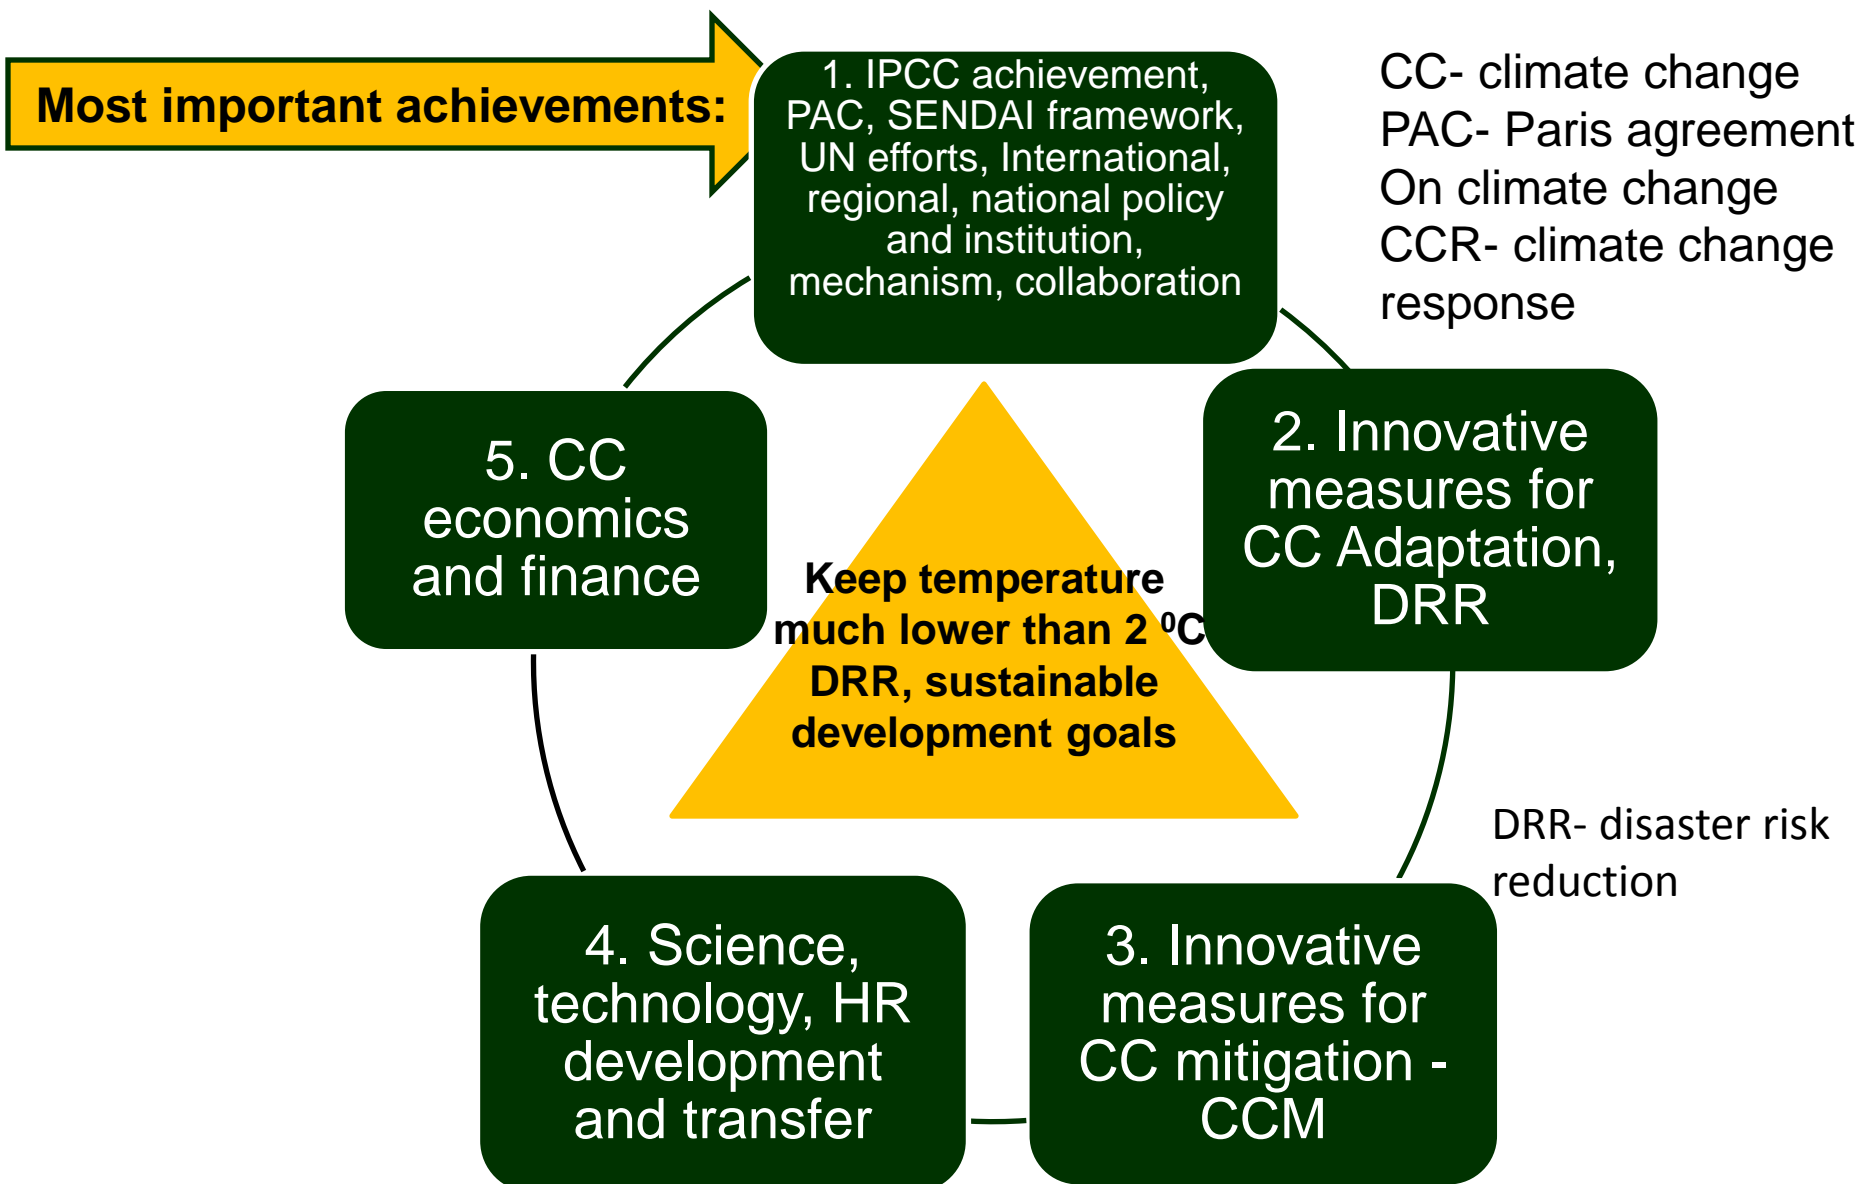 Most important achievements:
1. IPCC achievement,
PAC, SENDAI framework,
UN efforts, International,
regional, national policy
and institution,
mechanism, collaboration
CC- climate change
PAC- Paris agreement
On climate change
CCR- climate change
response
2. Innovative
measures for
CC Adaptation,
DRR
5. CC
economics
and finance
Keep temperature
much lower than 2 ⁰C
DRR, sustainable
development goals
DRR- disaster risk
reduction
4. Science,
technology, HR
development
and transfer
3. Innovative
measures for
CC mitigation -
CCM